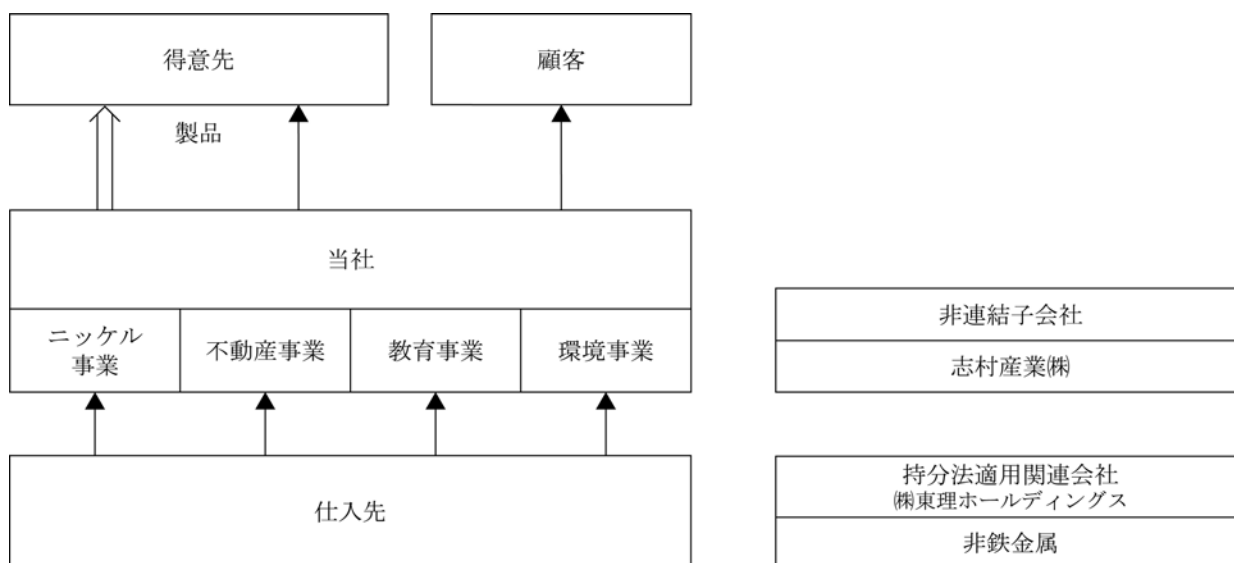 得意先
顧客
製品
当社
ニッケル
事業
不動産事業
教育事業
環境事業
仕入先
非連結子会社
志村産業㈱
持分法適用関連会社
㈱東理ホールディングス
非鉄金属